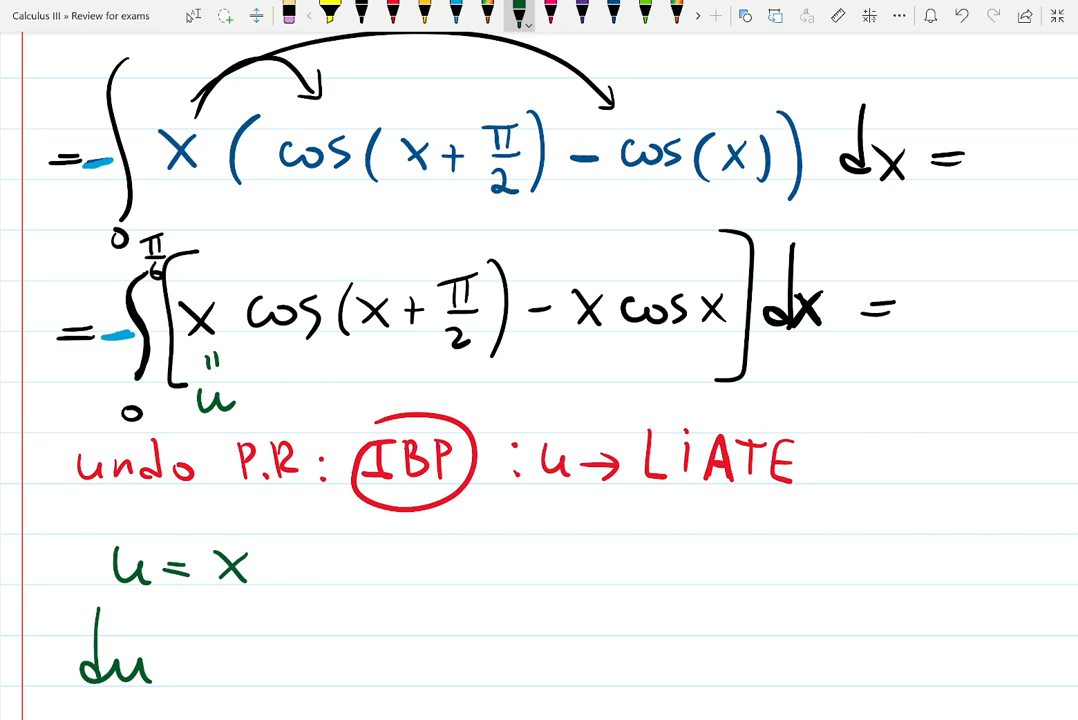 Calculus III » Review for exams
= - ∫ x ( cos( x + π/2 ) - cos(x) ) dx =
0
π/6
= - ∫ [ x cos(x + π/2) - x cos x ] dx =
0
"
u
undo P.R : IBP : u → LiATE
u = x
du